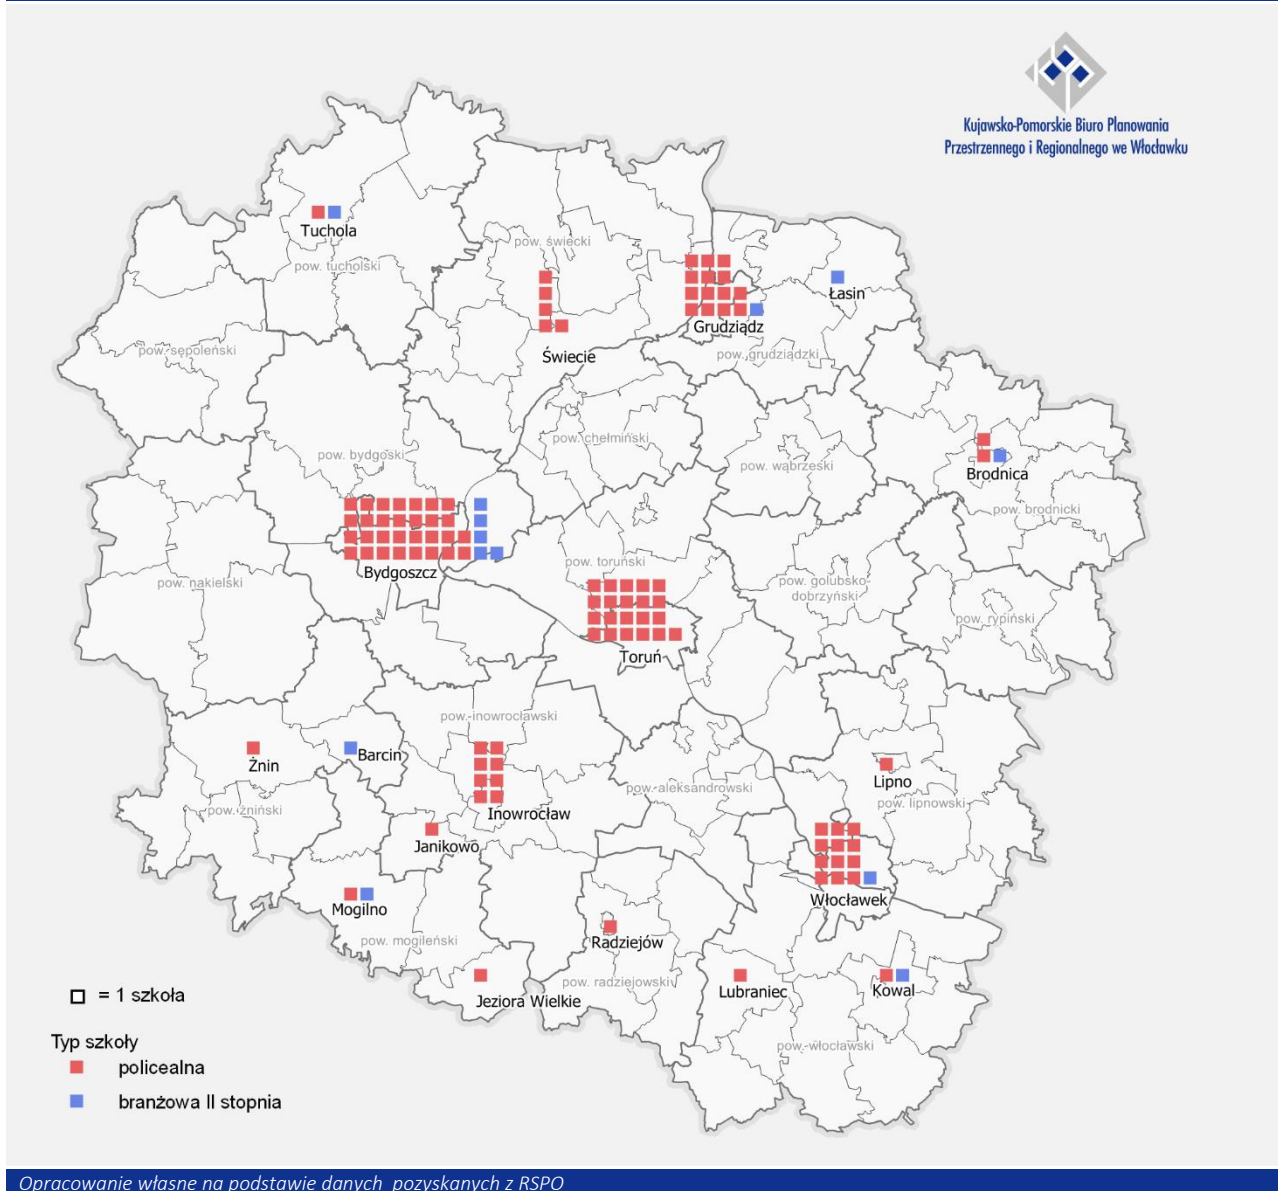 Kujawsko-Pomorskie Biuro Planowania
Przestrzennego i Regionalnego we Włocławku
Tuchola
pow. świecki
pow. tucholski
Łasin
Grudziądz
pow. sępoleński
Świecie
pow. grudziądzki
pow. chełmiński
pow. bydgoski
pow. wąbrzeski
Brodnica
pow. brodnicki
pow. toruński
Bydgoszcz
pow. nakielski
pow. golubsko-
dobrzyński
pow. rypiński
Toruń
pow. inowrocławski
Barcin
Żnin
Lipno
pow. aleksandrowski
pow. lipnowski
pow. żniński
Inowrocław
Janikowo
Włocławek
Mogilno
pow. mogileński
Radziejów
pow. radziejowski
Lubraniec
Kowal
Jeziora Wielkie
pow. włocławski
= 1 szkoła
Typ szkoły
policealna
branżowa II stopnia
Opracowanie własne na podstawie danych pozyskanych z RSPO